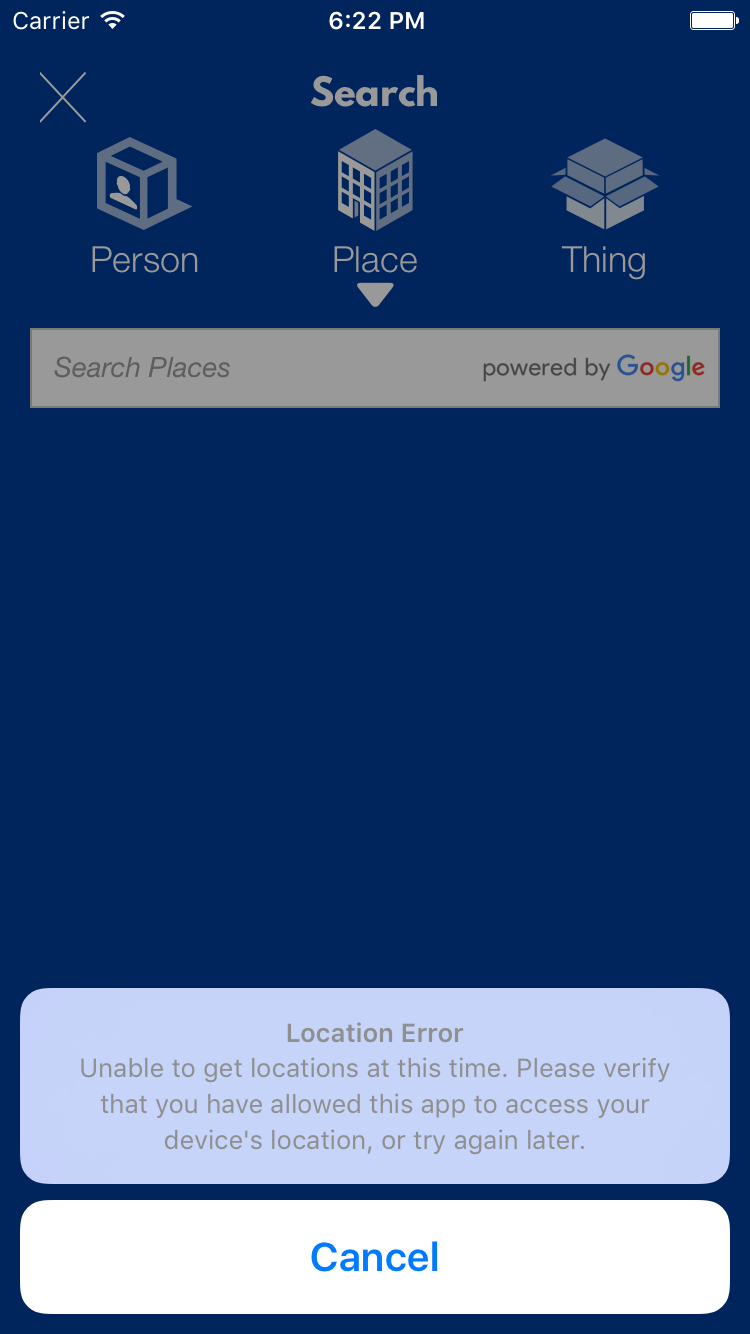 Carrier 6:22 PM
Search
Person Place Thing
Search Places powered by Google
Location Error
Unable to get locations at this time. Please verify
that you have allowed this app to access your
device's location, or try again later.
Cancel